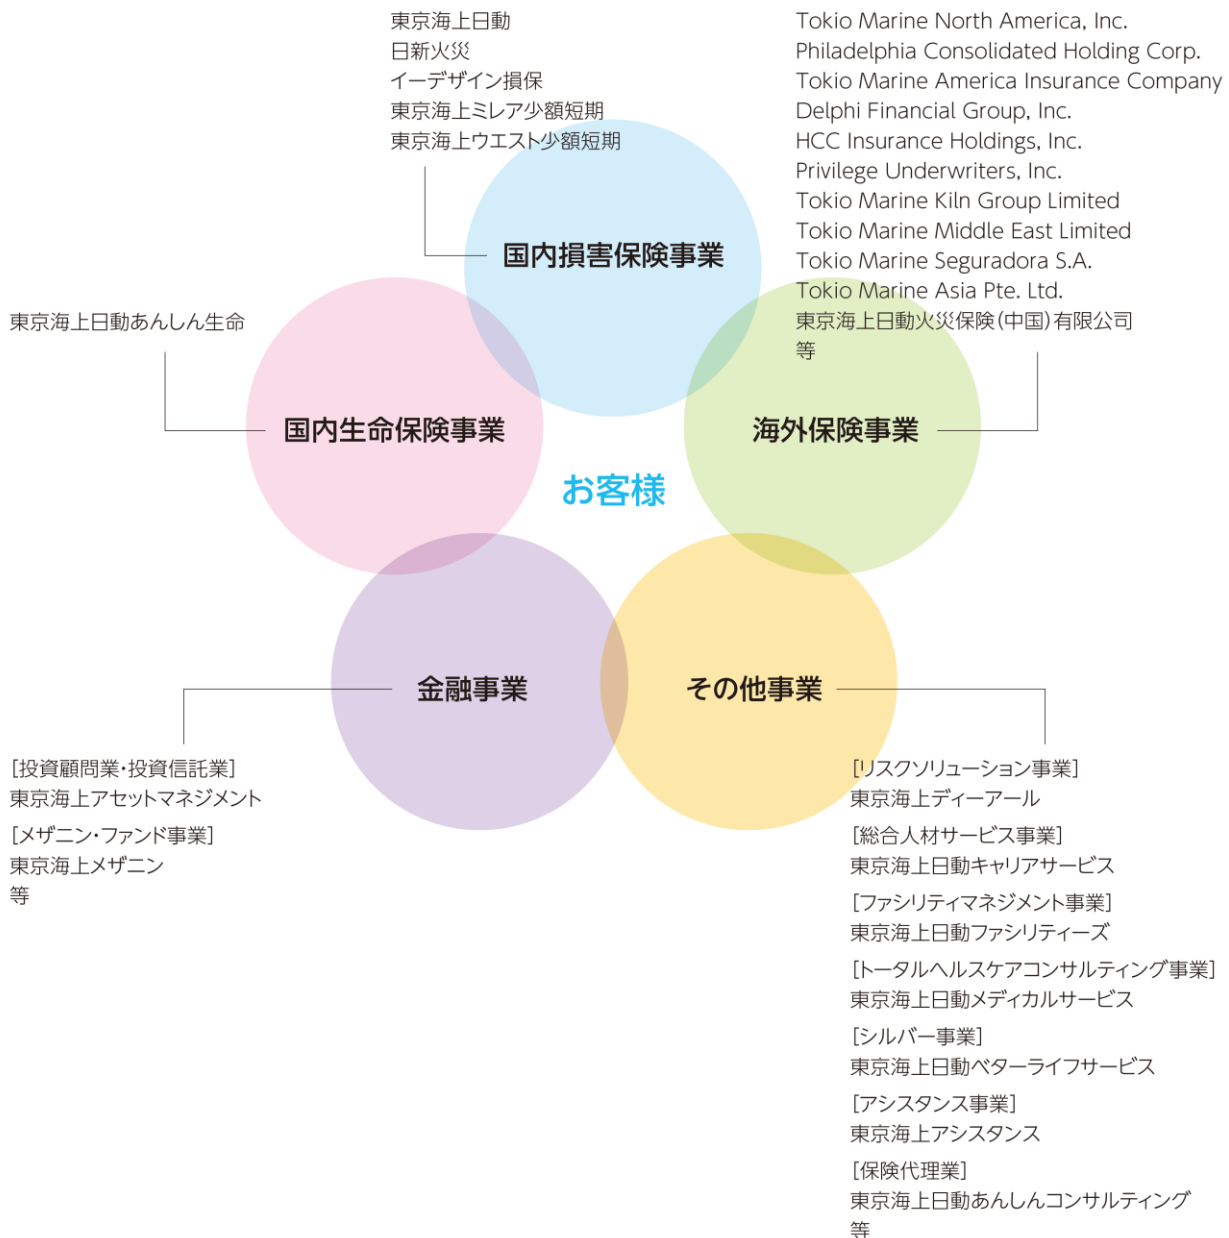 東京海上日動
日新火災
イーデザイン損保
東京海上ミレア少額短期
東京海上ウエスト少額短期
国内損害保険事業
Tokio Marine North America, Inc.
Philadelphia Consolidated Holding Corp.
Tokio Marine America Insurance Company
Delphi Financial Group, Inc.
HCC Insurance Holdings, Inc.
Privilege Underwriters, Inc.
Tokio Marine Kiln Group Limited
Tokio Marine Middle East Limited
Tokio Marine Seguradora S.A.
Tokio Marine Asia Pte. Ltd.
東京海上日動火災保険(中国)有限公司
等
海外保険事業
東京海上日動あんしん生命
国内生命保険事業
お客様
金融事業
[投資顧問業・投資信託業]
東京海上アセットマネジメント
[メザニン・ファンド事業]
東京海上メザニン
等
その他事業
[リスクソリューション事業]
東京海上ディーアール
[総合人材サービス事業]
東京海上日動キャリアサービス
[ファシリティマネジメント事業]
東京海上日動ファシリティーズ
[トータルヘルスケアコンサルティング事業]
東京海上日動メディカルサービス
[シルバー事業]
東京海上日動ベターライフサービス
[アシスタンス事業]
東京海上アシスタンス
[保険代理業]
東京海上日動あんしんコンサルティング
等